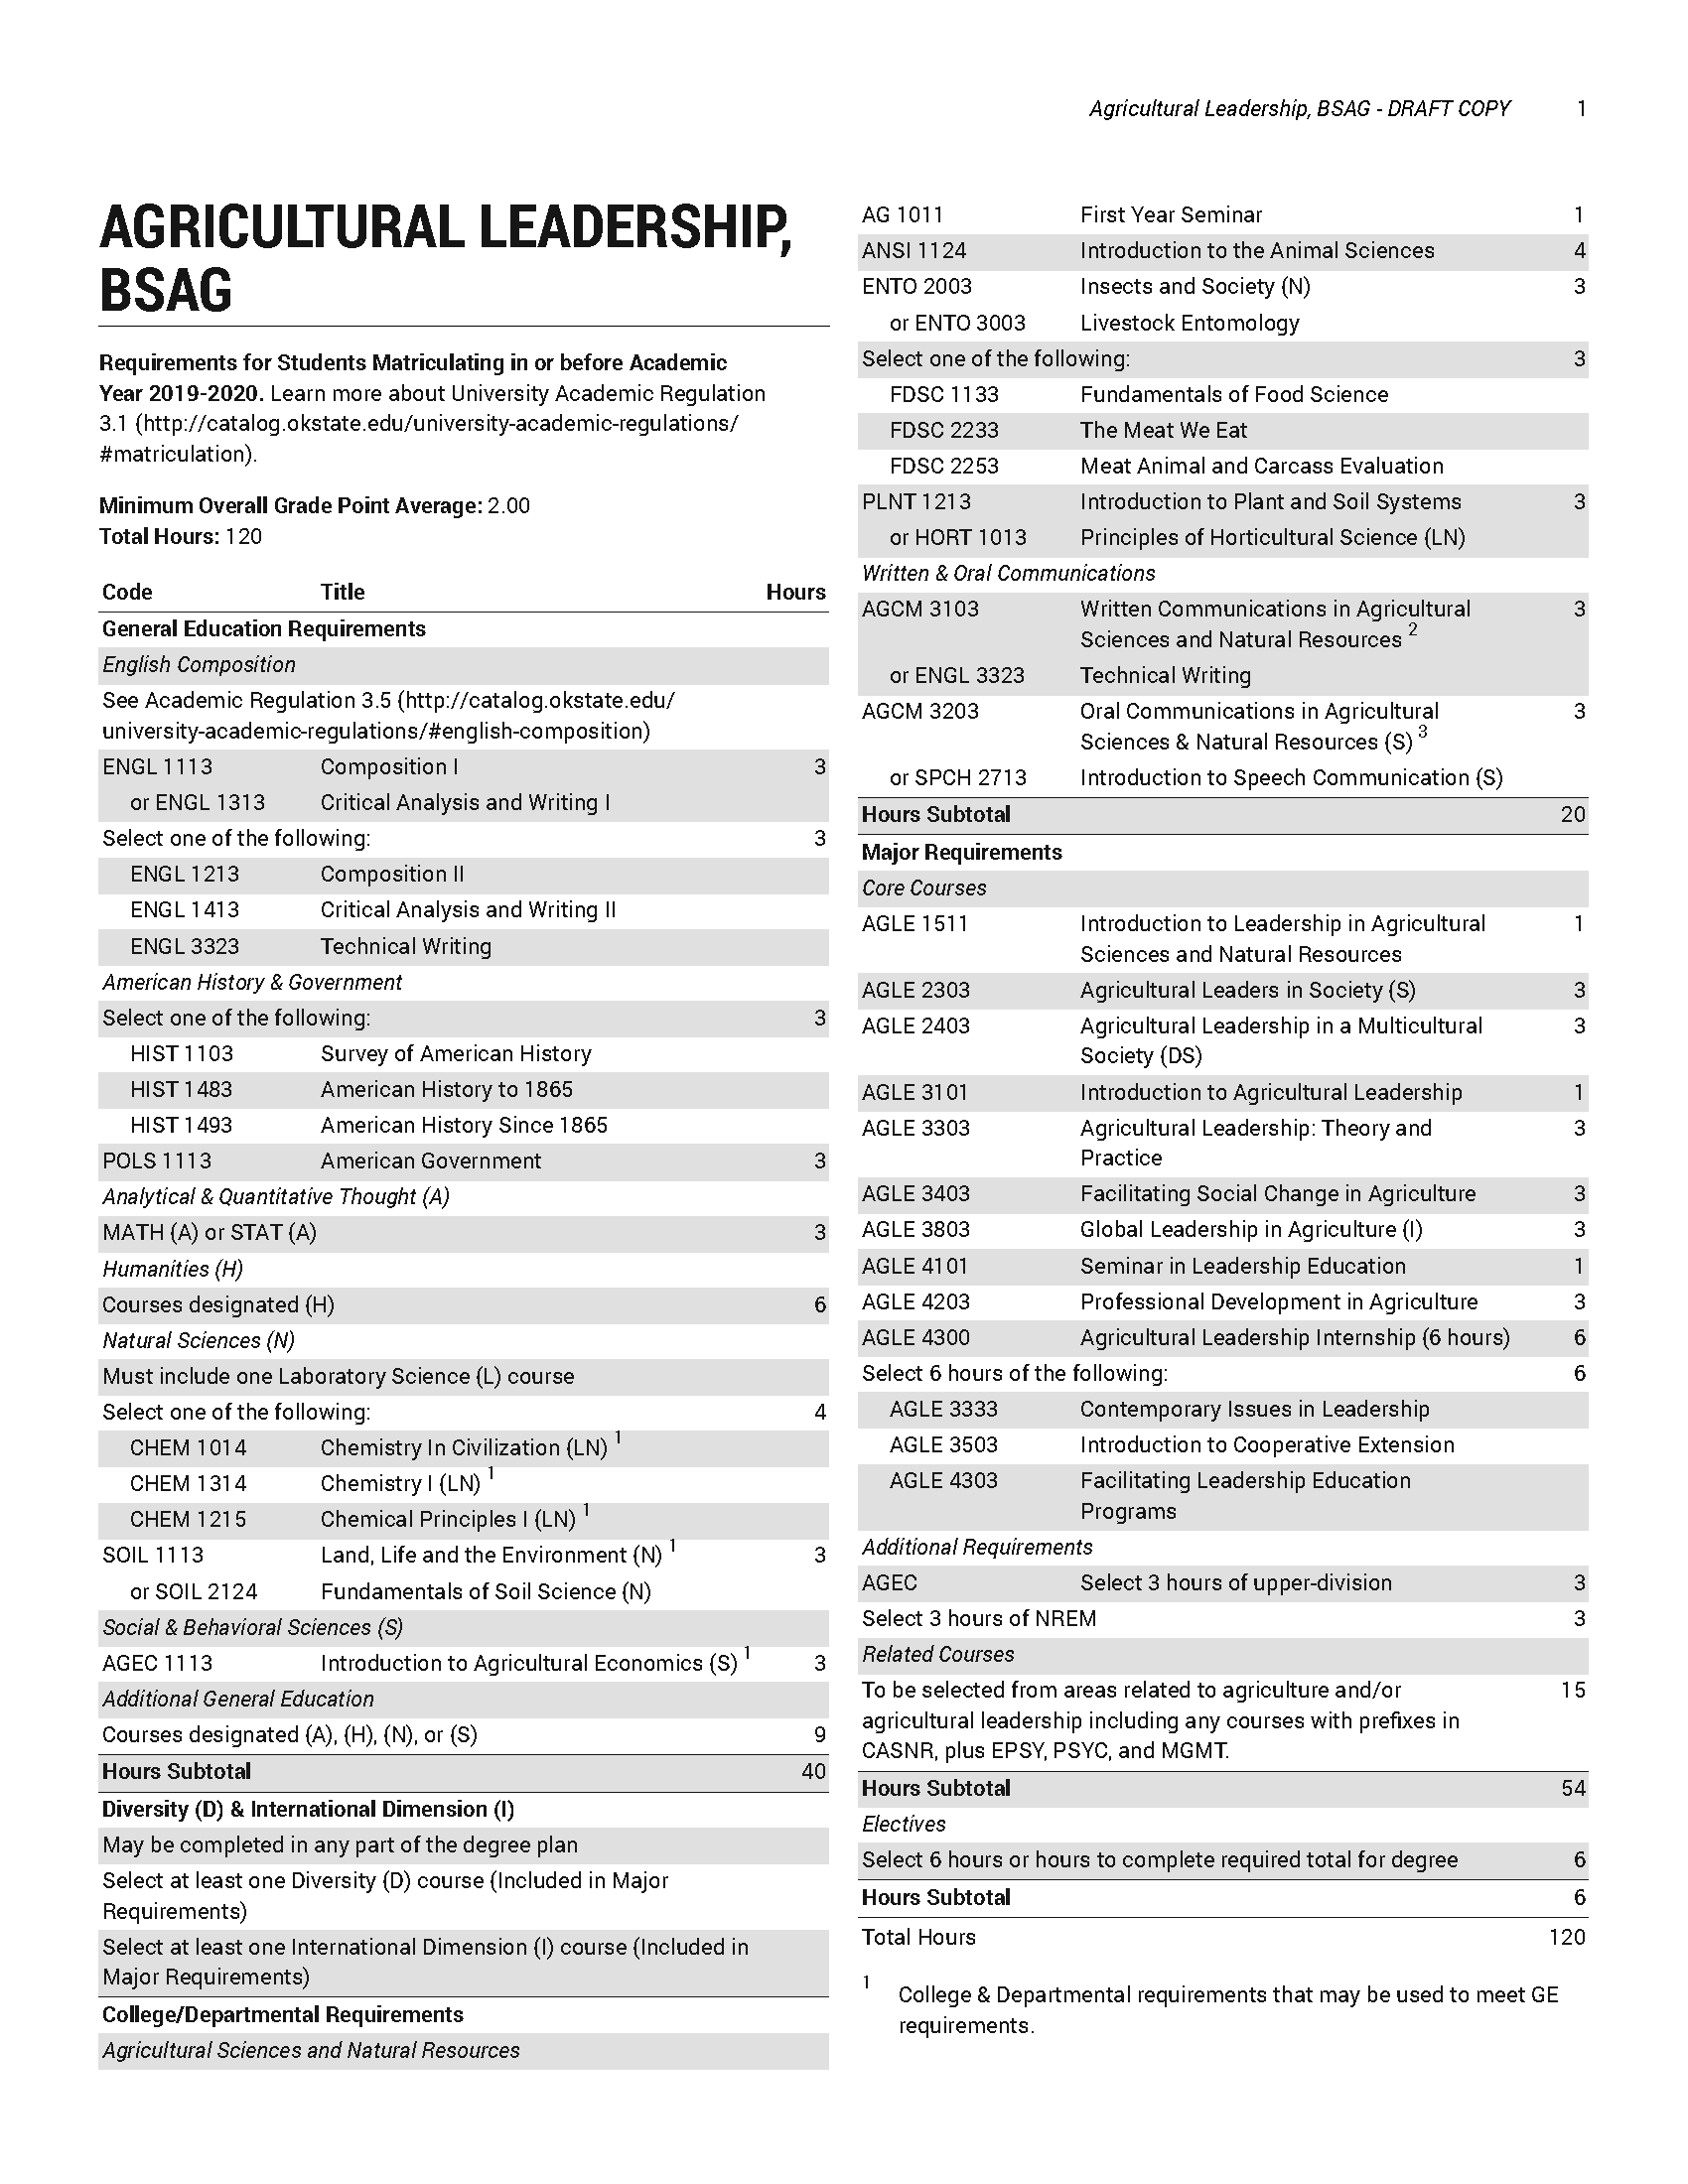 Agricultural Leadership, BSAG - DRAFT COPY 1
AGRICULTURAL LEADERSHIP,
BSAG
Requirements for Students Matriculating in or before Academic
Year 2019-2020. Learn more about University Academic Regulation
3.1 (http://catalog.okstate.edu/university-academic-regulations/
#matriculation).
Minimum Overall Grade Point Average: 2.00
Total Hours: 120
Code Title Hours
General Education Requirements
English Composition
See Academic Regulation 3.5 (http://catalog.okstate.edu/
university-academic-regulations/#english-composition)
ENGL 1113 Composition I 3
or ENGL 1313 Critical Analysis and Writing I
Select one of the following: 3
ENGL 1213 Composition II
ENGL 1413 Critical Analysis and Writing II
ENGL 3323 Technical Writing
American History & Government
Select one of the following: 3
HIST 1103 Survey of American History
HIST 1483 American History to 1865
HIST 1493 American History Since 1865
POLS 1113 American Government 3
Analytical & Quantitative Thought (A)
MATH (A) or STAT (A) 3
Humanities (H)
Courses designated (H) 6
Natural Sciences (N)
Must include one Laboratory Science (L) course
Select one of the following: 4
CHEM 1014 Chemistry In Civilization (LN) 1
CHEM 1314 Chemistry I (LN) 1
CHEM 1215 Chemical Principles I (LN) 1
SOIL 1113 Land, Life and the Environment (N) 1 3
or SOIL 2124 Fundamentals of Soil Science (N)
Social & Behavioral Sciences (S)
AGEC 1113 Introduction to Agricultural Economics (S) 1 3
Additional General Education
Courses designated (A), (H), (N), or (S) 9
Hours Subtotal 40
Diversity (D) & International Dimension (I)
May be completed in any part of the degree plan
Select at least one Diversity (D) course (Included in Major
Requirements)
Select at least one International Dimension (I) course (Included in
Major Requirements)
College/Departmental Requirements
Agricultural Sciences and Natural Resources
AG 1011 First Year Seminar 1
ANSI 1124 Introduction to the Animal Sciences 4
ENTO 2003 Insects and Society (N) 3
or ENTO 3003 Livestock Entomology
Select one of the following: 3
FDSC 1133 Fundamentals of Food Science
FDSC 2233 The Meat We Eat
FDSC 2253 Meat Animal and Carcass Evaluation
PLNT 1213 Introduction to Plant and Soil Systems 3
or HORT 1013 Principles of Horticultural Science (LN)
Written & Oral Communications
AGCM 3103 Written Communications in Agricultural 3
Sciences and Natural Resources 2
or ENGL 3323 Technical Writing
AGCM 3203 Oral Communications in Agricultural 3
Sciences & Natural Resources (S) 3
or SPCH 2713 Introduction to Speech Communication (S)
Hours Subtotal 20
Major Requirements
Core Courses
AGLE 1511 Introduction to Leadership in Agricultural 1
Sciences and Natural Resources
AGLE 2303 Agricultural Leaders in Society (S) 3
AGLE 2403 Agricultural Leadership in a Multicultural 3
Society (DS)
AGLE 3101 Introduction to Agricultural Leadership 1
AGLE 3303 Agricultural Leadership: Theory and 3
Practice
AGLE 3403 Facilitating Social Change in Agriculture 3
AGLE 3803 Global Leadership in Agriculture (I) 3
AGLE 4101 Seminar in Leadership Education 1
AGLE 4203 Professional Development in Agriculture 3
AGLE 4300 Agricultural Leadership Internship (6 hours) 6
Select 6 hours of the following: 6
AGLE 3333 Contemporary Issues in Leadership
AGLE 3503 Introduction to Cooperative Extension
AGLE 4303 Facilitating Leadership Education
Programs
Additional Requirements
AGEC Select 3 hours of upper-division 3
Select 3 hours of NREM 3
Related Courses
To be selected from areas related to agriculture and/or 15
agricultural leadership including any courses with prefixes in
CASNR, plus EPSY, PSYC, and MGMT.
Hours Subtotal 54
Electives
Select 6 hours or hours to complete required total for degree 6
Hours Subtotal 6
Total Hours 120
1 College & Departmental requirements that may be used to meet GE
requirements.